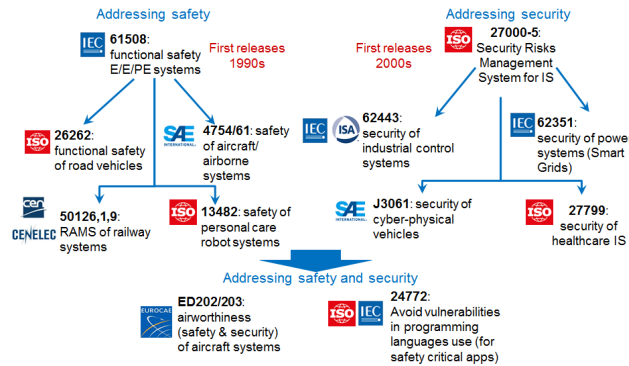 Addressing safety
Addressing security
IEC
61508:
functional safety
E/E/PE systems
First releases
1990s
First releases
2000s
ISO
27000-5:
Security Risks
Management
System for IS
ISO
26262:
functional safety
of road vehicles
SAE
INTERNATIONAL
4754/61: safety
of aircraft/
airborne
systems
IEC
ISA
62443:
security of
industrial control
systems
IEC
62351:
security of powe
systems (Smart
Grids)
cen
CENELEC
50126,1,9:
RAMS of railway
systems
ISO
13482: safety of
personal care
robot systems
SAE
INTERNATIONAL
J3061: security of
cyber-physical
vehicles
ISO
27799:
security of
healthcare IS
Addressing safety and security
EUROCAE
ED202/203:
airworthiness
(safety & security)
of aircraft systems
ISO
IEC
24772:
Avoid vulnerabilities
in programming
languages use (for
safety critical apps)